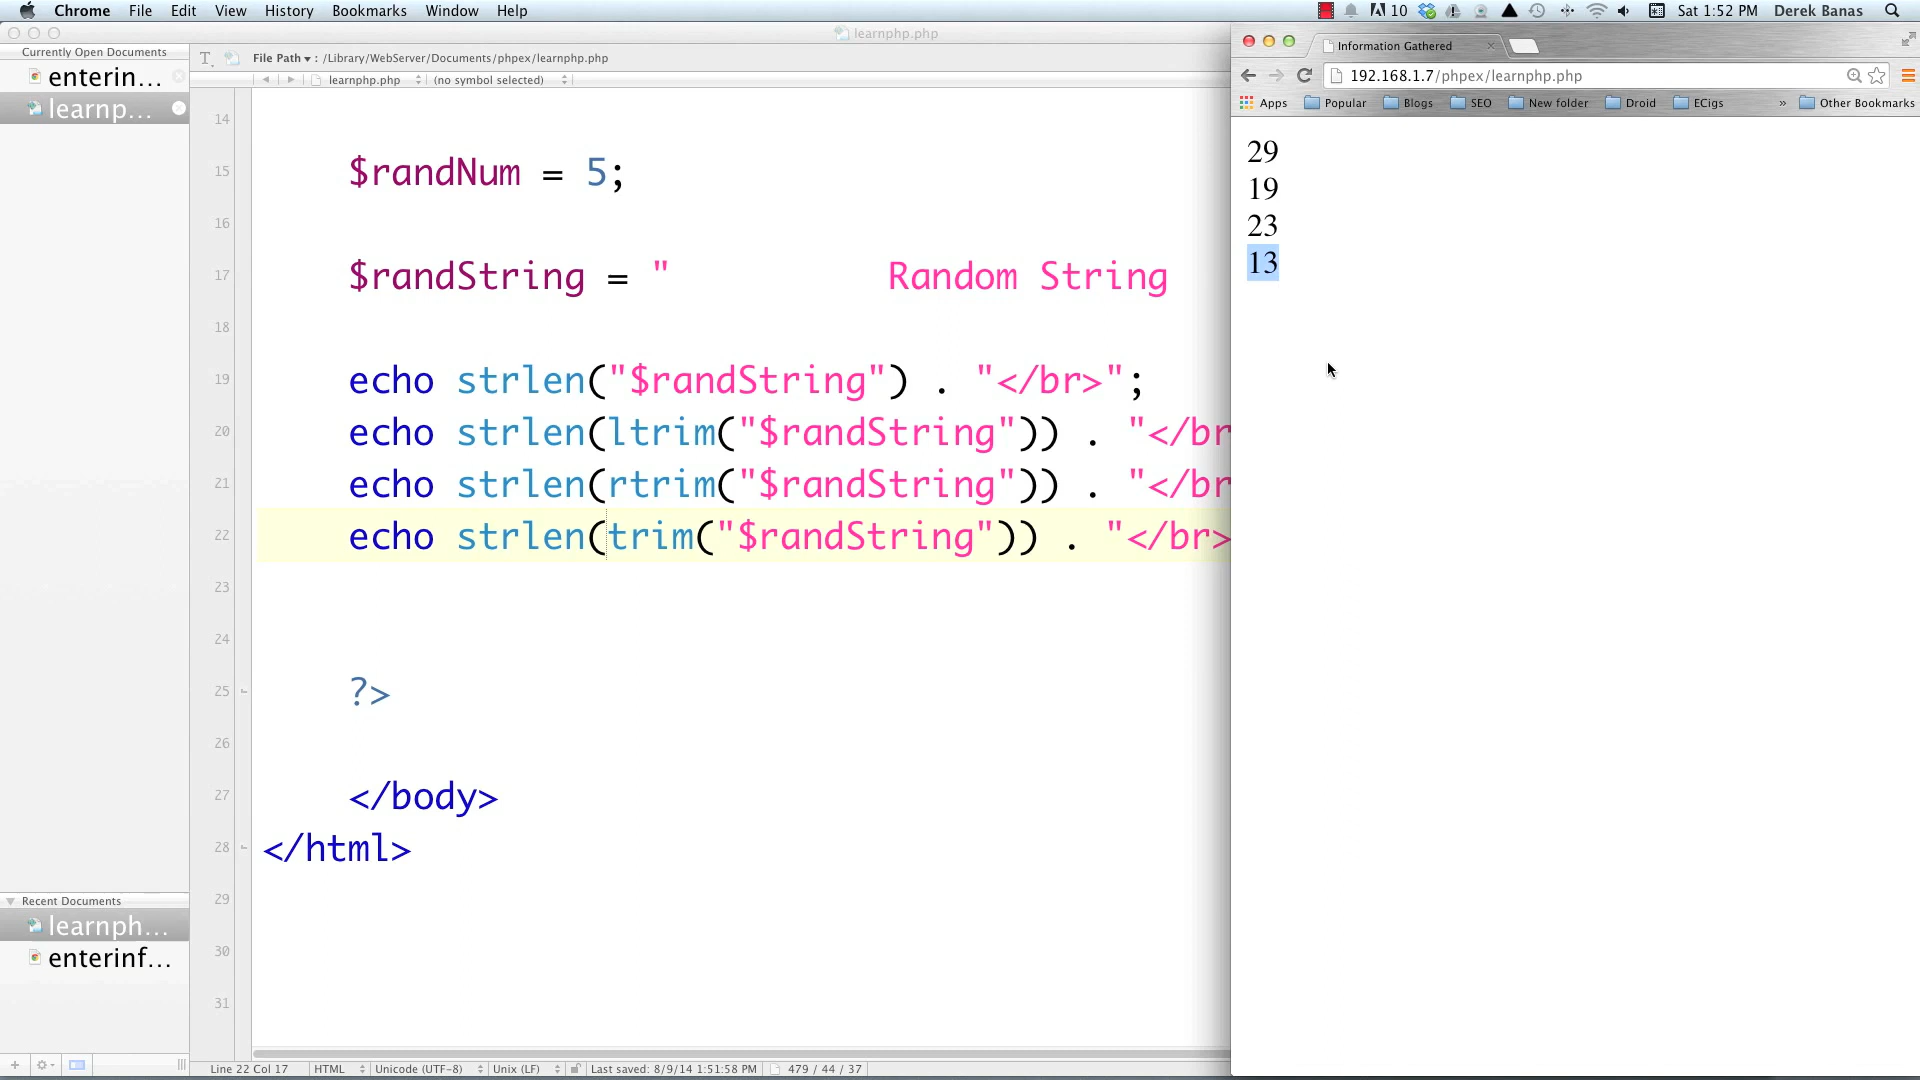 Chrome File Edit View History Bookmarks Window Help
10 Sat 1:52 PM Derek Banas
Currently Open Documents
enterin...
learnp...
learnphp.php
File Path ▾ : /Library/WebServer/Documents/phpex/learnphp.php
learnphp.php (no symbol selected)
14
15 $randNum = 5;
16
17 $randString = "          Random String
18
19 echo strlen("$randString") . "</br>";
20 echo strlen(ltrim("$randString")) . "</br
21 echo strlen(rtrim("$randString")) . "</br
22 echo strlen(trim("$randString")) . "</br>
23
24
25 ?>
26
27 </body>
28 </html>
29
30
31
Recent Documents
learnph...
enterinf...
Line 22 Col 17 HTML Unicode (UTF-8) Unix (LF) Last saved: 8/9/14 1:51:58 PM 479 / 44 / 37
Information Gathered
192.168.1.7/phpex/learnphp.php
Apps Popular Blogs SEO New folder Droid ECigs » Other Bookmarks
29
19
23
13